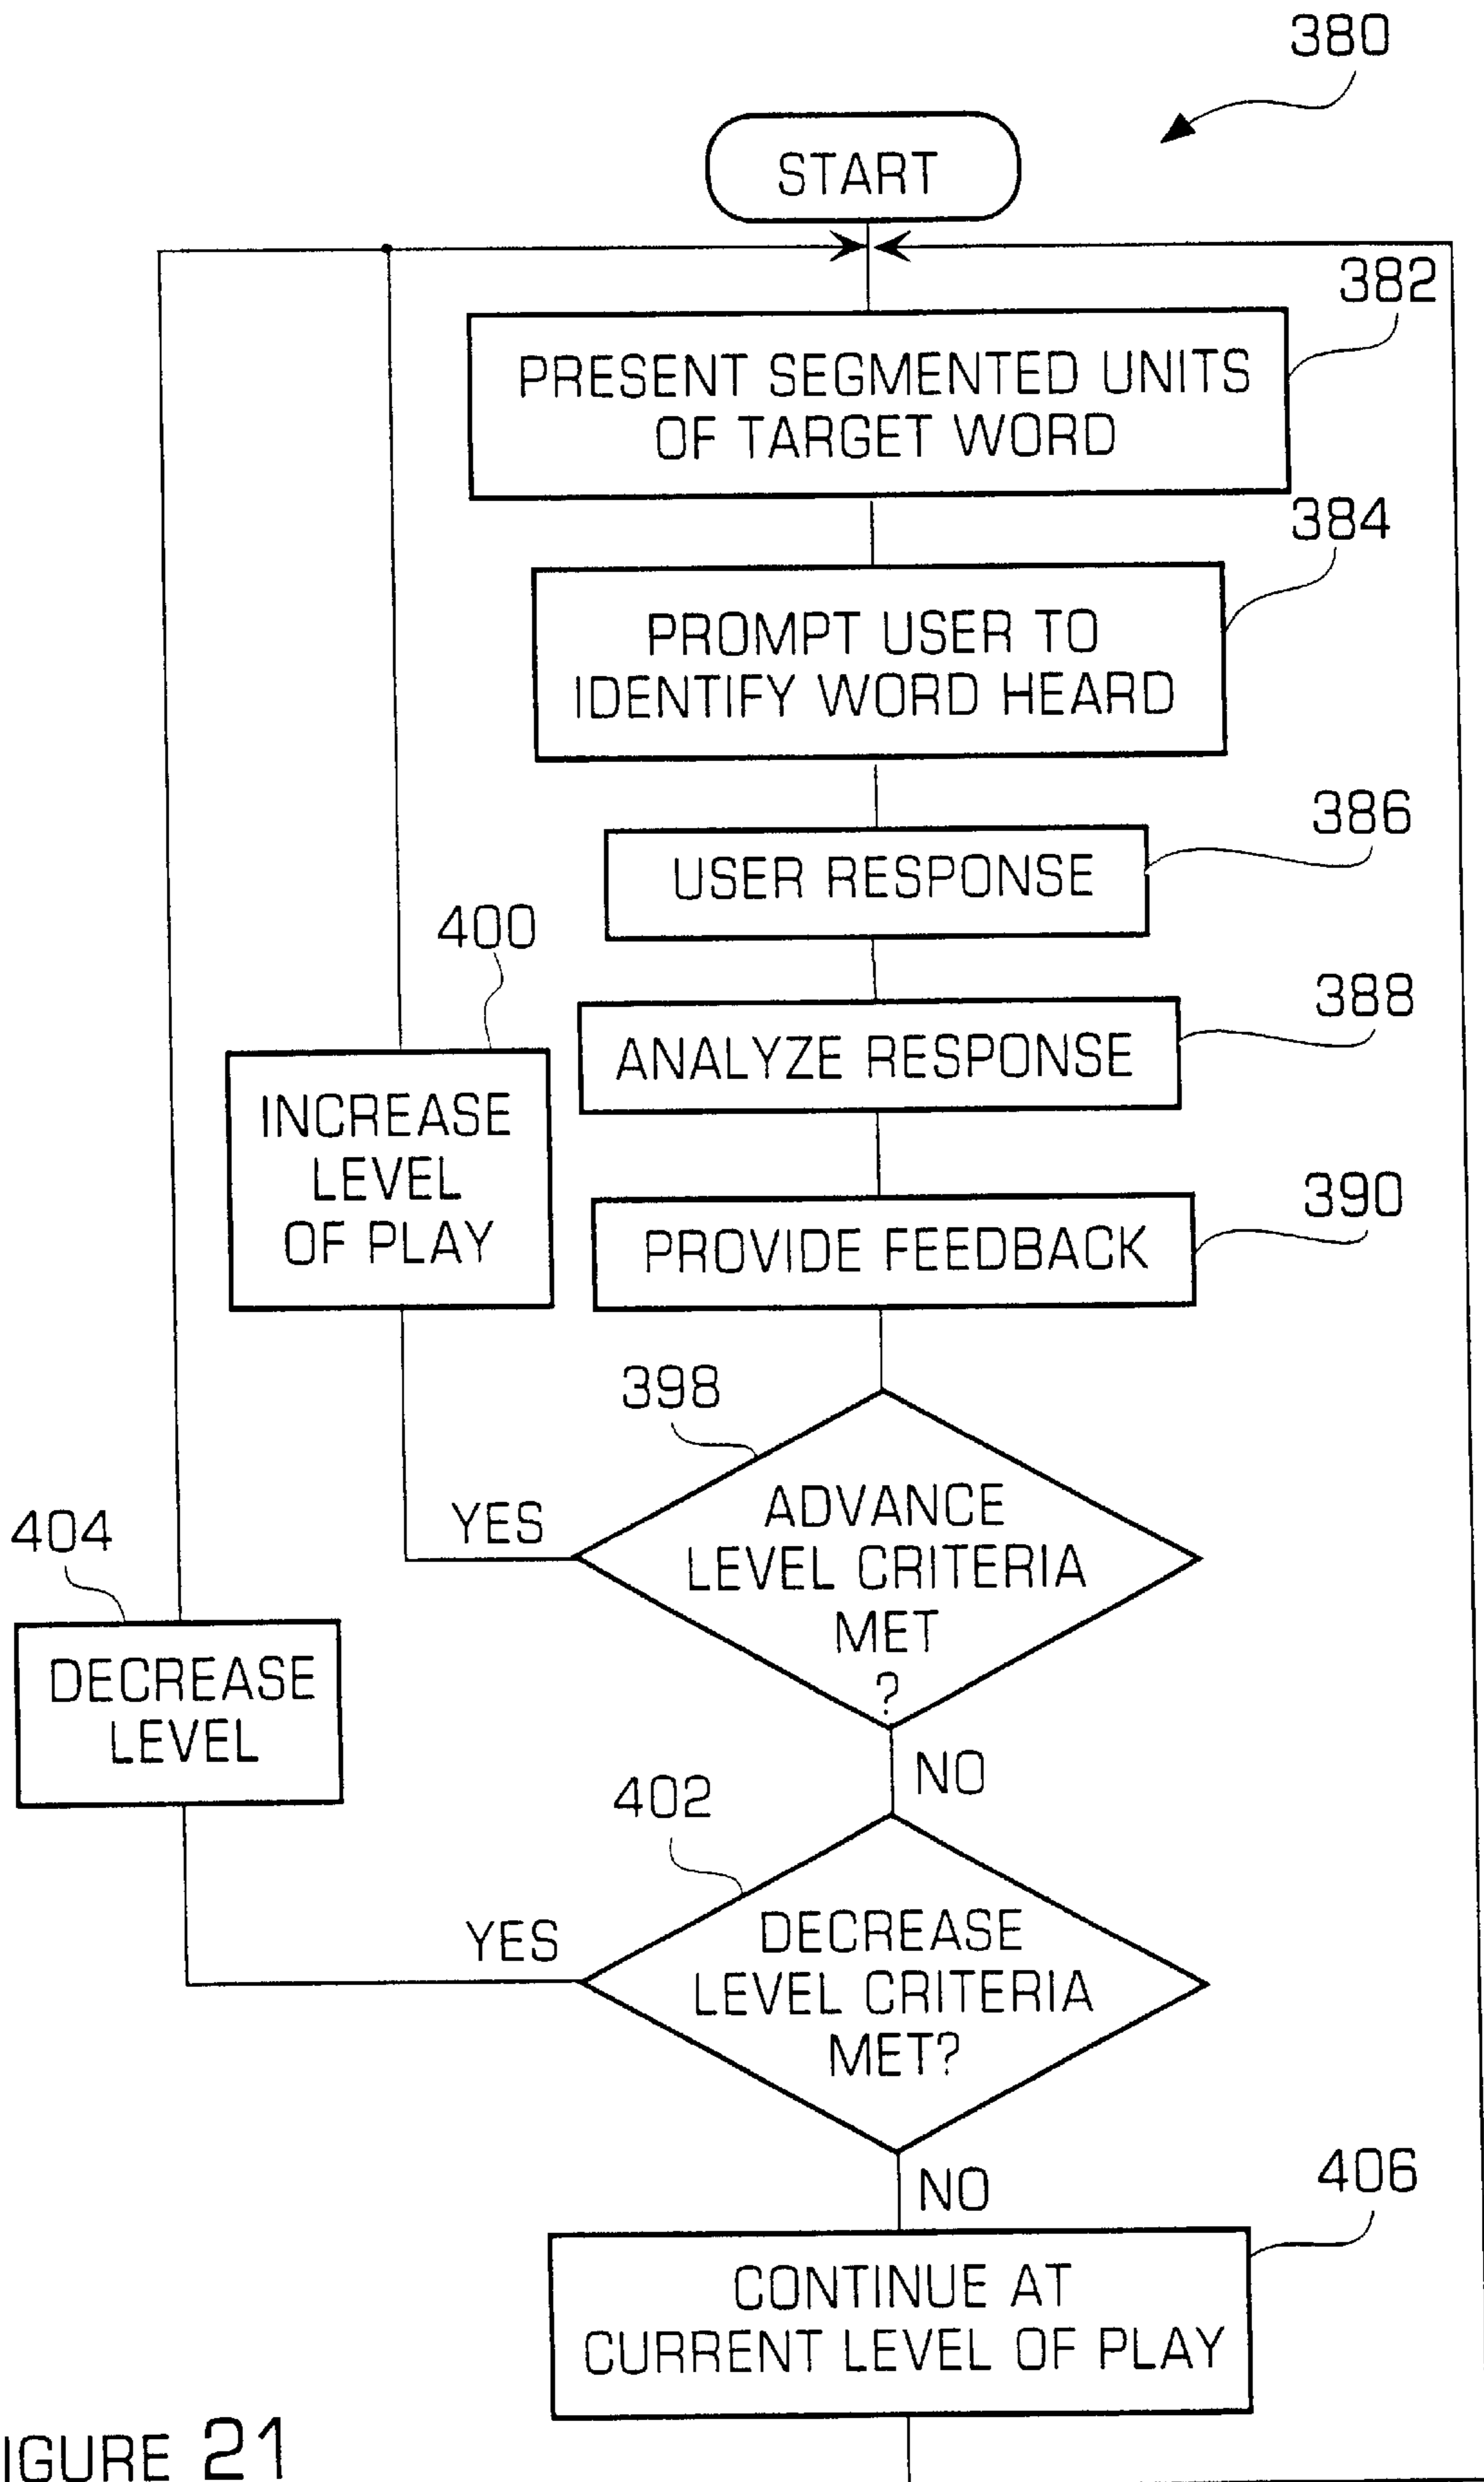 380
START
382
PRESENT SEGMENTED UNITS
OF TARGET WORD
384
PROMPT USER TO
IDENTIFY WORD HEARD
386
USER RESPONSE
400
388
ANALYZE RESPONSE
INCREASE
LEVEL
OF PLAY
390
PROVIDE FEEDBACK
398
YES
ADVANCE
LEVEL CRITERIA
MET
?
404
DECREASE
LEVEL
NO
402
YES
DECREASE
LEVEL CRITERIA
MET?
NO
406
CONTINUE AT
CURRENT LEVEL OF PLAY
IGURE 21